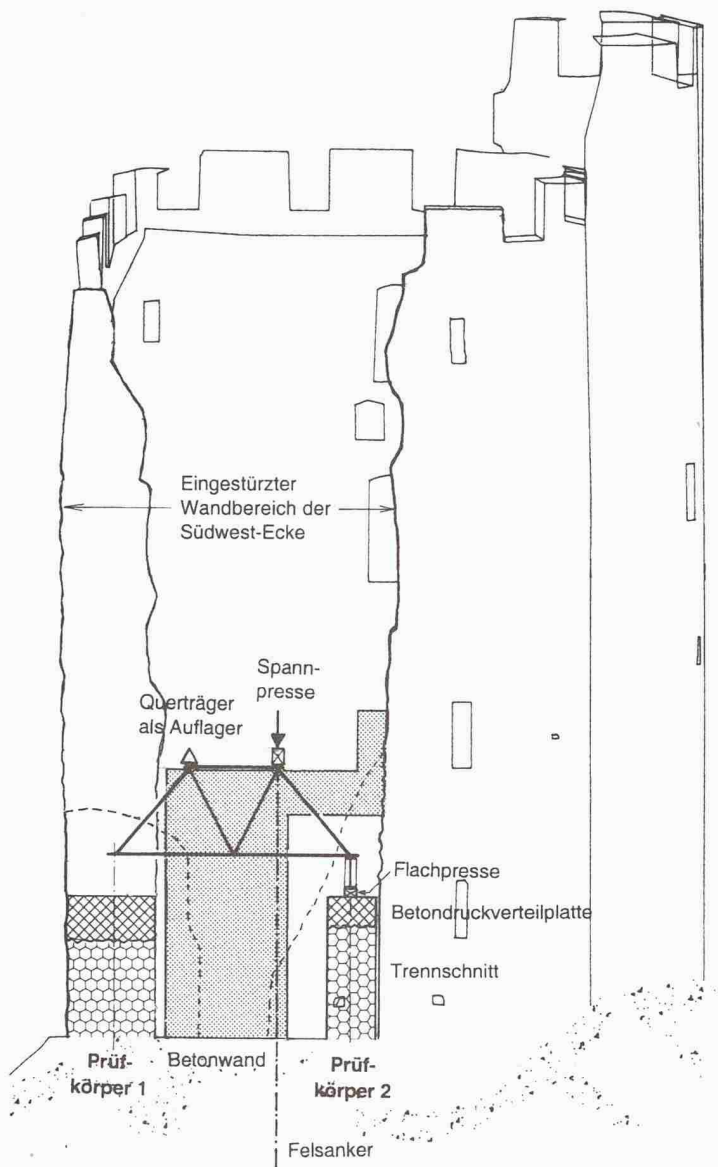 Eingestürzter
Wandbereich der
Südwest-Ecke
Spann-
presse
Querträger
als Auflager
Flachpresse
Betondruckverteilplatte
Trennschnitt
Prüf-
körper 1
Betonwand
Prüf-
körper 2
Felsanker